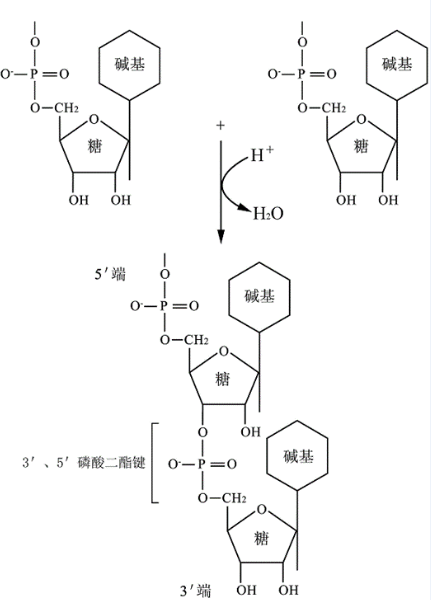 O
O
O⁻—P=O
O⁻—P=O
碱基
碱基
O—CH₂
O—CH₂
O
O
糖
糖
OH OH
OH OH
+
H⁺
H₂O
5′端
O
O⁻—P=O
碱基
O—CH₂
O
糖
O
OH
3′、5′磷酸二酯键
O⁻—P=O
碱基
O—CH₂
O
糖
3′端
OH OH